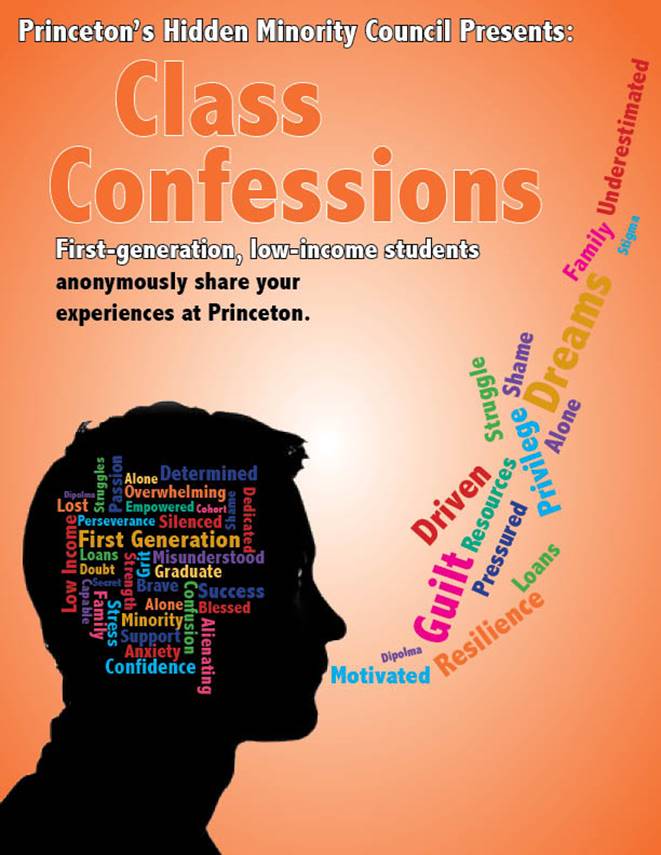 Princeton's Hidden Minority Council Presents:
Class
Confessions
First-generation, low-income students
anonymously share your
experiences at Princeton.
Underestimated
Stigma
Family
Dreams
Shame
Struggle
Alone
Privilege
Driven
Resources
Pressured
Loans
Guilt
Resilience
Dipolma
Motivated
Struggles
Passion
Alone
Determined
Dipolma
Overwhelming
Lost
Empowered
Cohort
Shame
Dedicated
Perseverance
Silenced
First Generation
Low Income
Loans
Grit
Misunderstood
Doubt
Strength
Graduate
Secret
Capable
Brave
Confusion
Success
Family
Stress
Alone
Blessed
Minority
Alienating
Support
Anxiety
Confidence